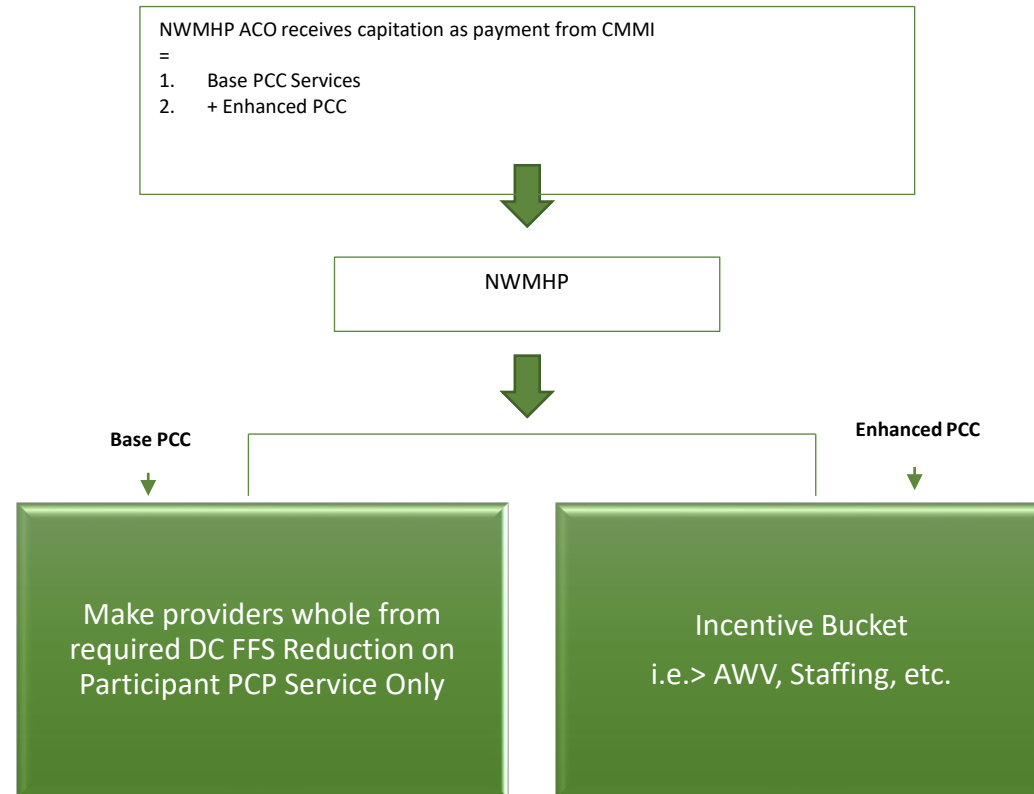 NWMHP ACO receives capitation as payment from CMMI
=
1. Base PCC Services
2. + Enhanced PCC
NWMHP
Base PCC
Enhanced PCC
Make providers whole from
required DC FFS Reduction on
Participant PCP Service Only
Incentive Bucket
i.e.> AWV, Staffing, etc.